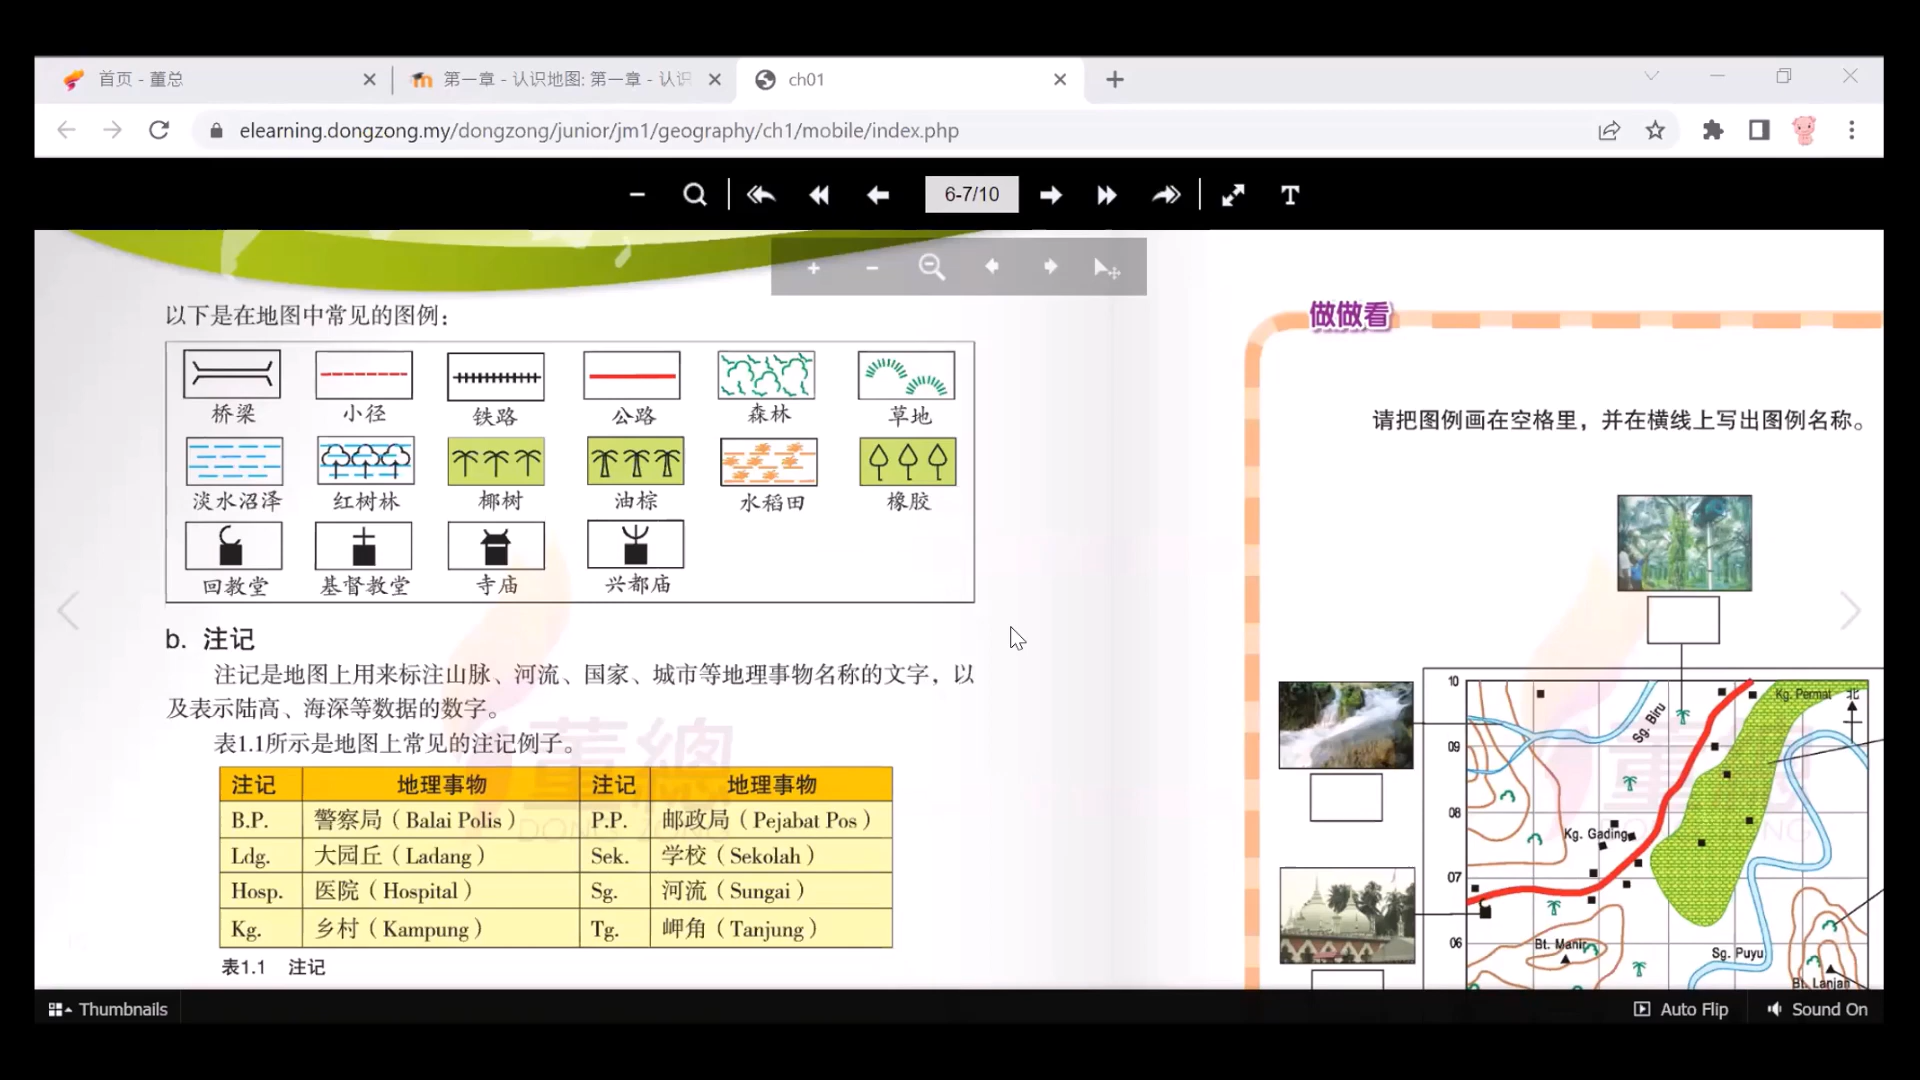 首页 - 董总
第一章 - 认识地图: 第一章 - 认识
ch01
elearning.dongzong.my/dongzong/junior/jm1/geography/ch1/mobile/index.php
6-7/10
以下是在地图中常见的图例：
桥梁 小径 铁路 公路 森林 草地
淡水沼泽 红树林 椰树 油棕 水稻田 橡胶
回教堂 基督教堂 寺庙 兴都庙
b. 注记
注记是地图上用来标注山脉、河流、国家、城市等地理事物名称的文字，以
及表示陆高、海深等数据的数字。
表1.1所示是地图上常见的注记例子。
注记 地理事物 注记 地理事物
B.P. 警察局（Balai Polis） P.P. 邮政局（Pejabat Pos）
Ldg. 大园丘（Ladang） Sek. 学校（Sekolah）
Hosp. 医院（Hospital） Sg. 河流（Sungai）
Kg. 乡村（Kampung） Tg. 岬角（Tanjung）
表1.1 注记
董總
DONG ZONG
做做看
请把图例画在空格里，并在横线上写出图例名称。
10
09
08
07
06
Kg. Permai
北
Sg. Biru
Kg. Gading
Bt. Manir
Sg. Puyu
Bt. Lanjan
Thumbnails
Auto Flip
Sound On